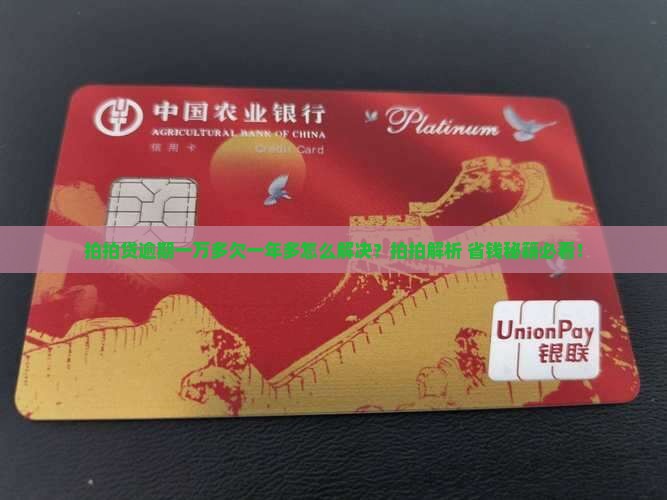 中国农业银行
AGRICULTURAL BANK OF CHINA
信用卡
Credit Card
Platinum
拍拍贷逾期一万多欠一年多怎么解决？拍拍解析 省钱秘籍必看！
UnionPay
银联